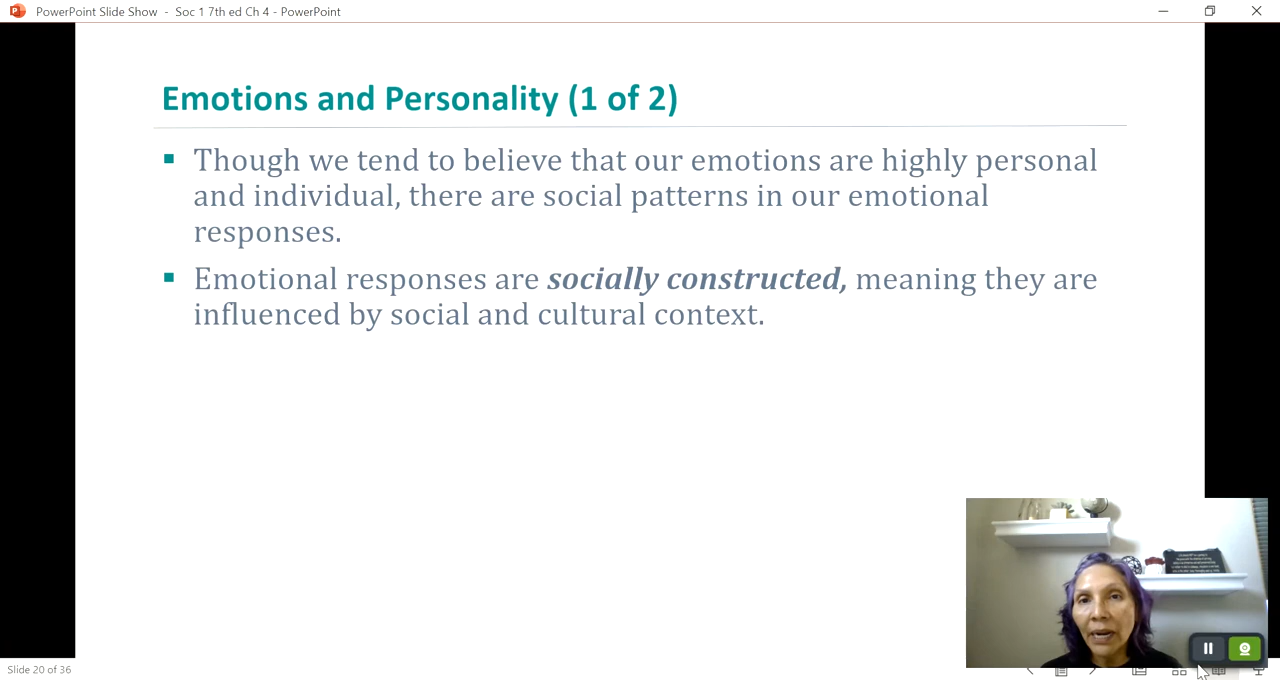 PowerPoint Slide Show - Soc 1 7th ed Ch 4 - PowerPoint
Emotions and Personality (1 of 2)
Though we tend to believe that our emotions are highly personal
and individual, there are social patterns in our emotional
responses.
Emotional responses are socially constructed, meaning they are
influenced by social and cultural context.
Slide 20 of 36